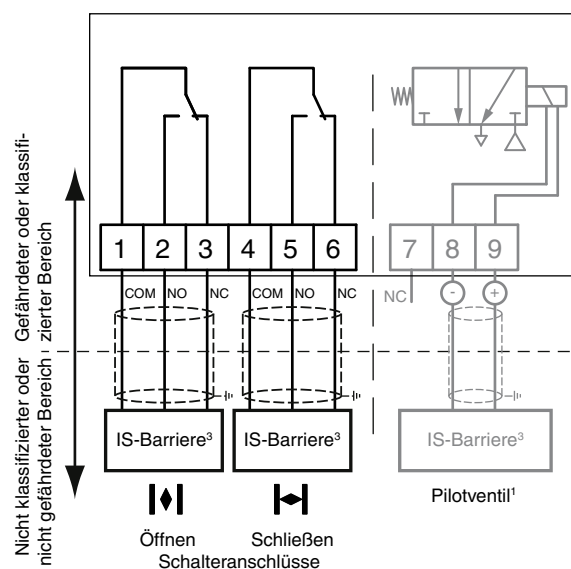 1 2 3 4 5 6 7 8 9
COM NO NC COM NO NC NC - +
Gefährdeter oder klassifi-
zierter Bereich
Nicht klassifizierter oder
nicht gefährdeter Bereich
IS-Barriere³ IS-Barriere³ IS-Barriere³
Pilotventil¹
Öffnen Schließen
Schalteranschlüsse